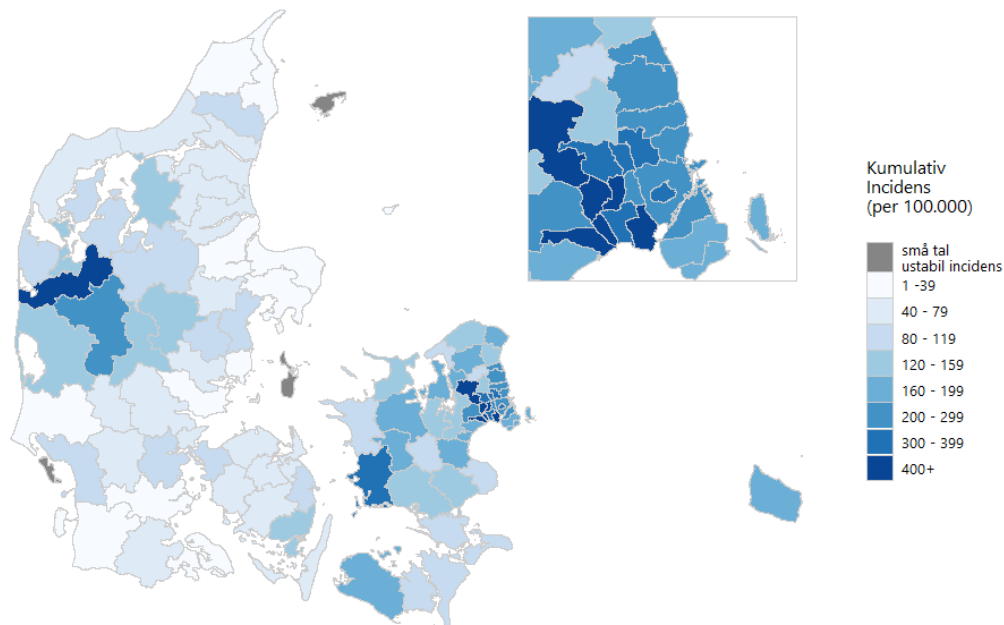 Kumulativ
Incidens
(per 100.000)
små tal
ustabil incidens
1 -39
40 - 79
80 - 119
120 - 159
160 - 199
200 - 299
300 - 399
400+